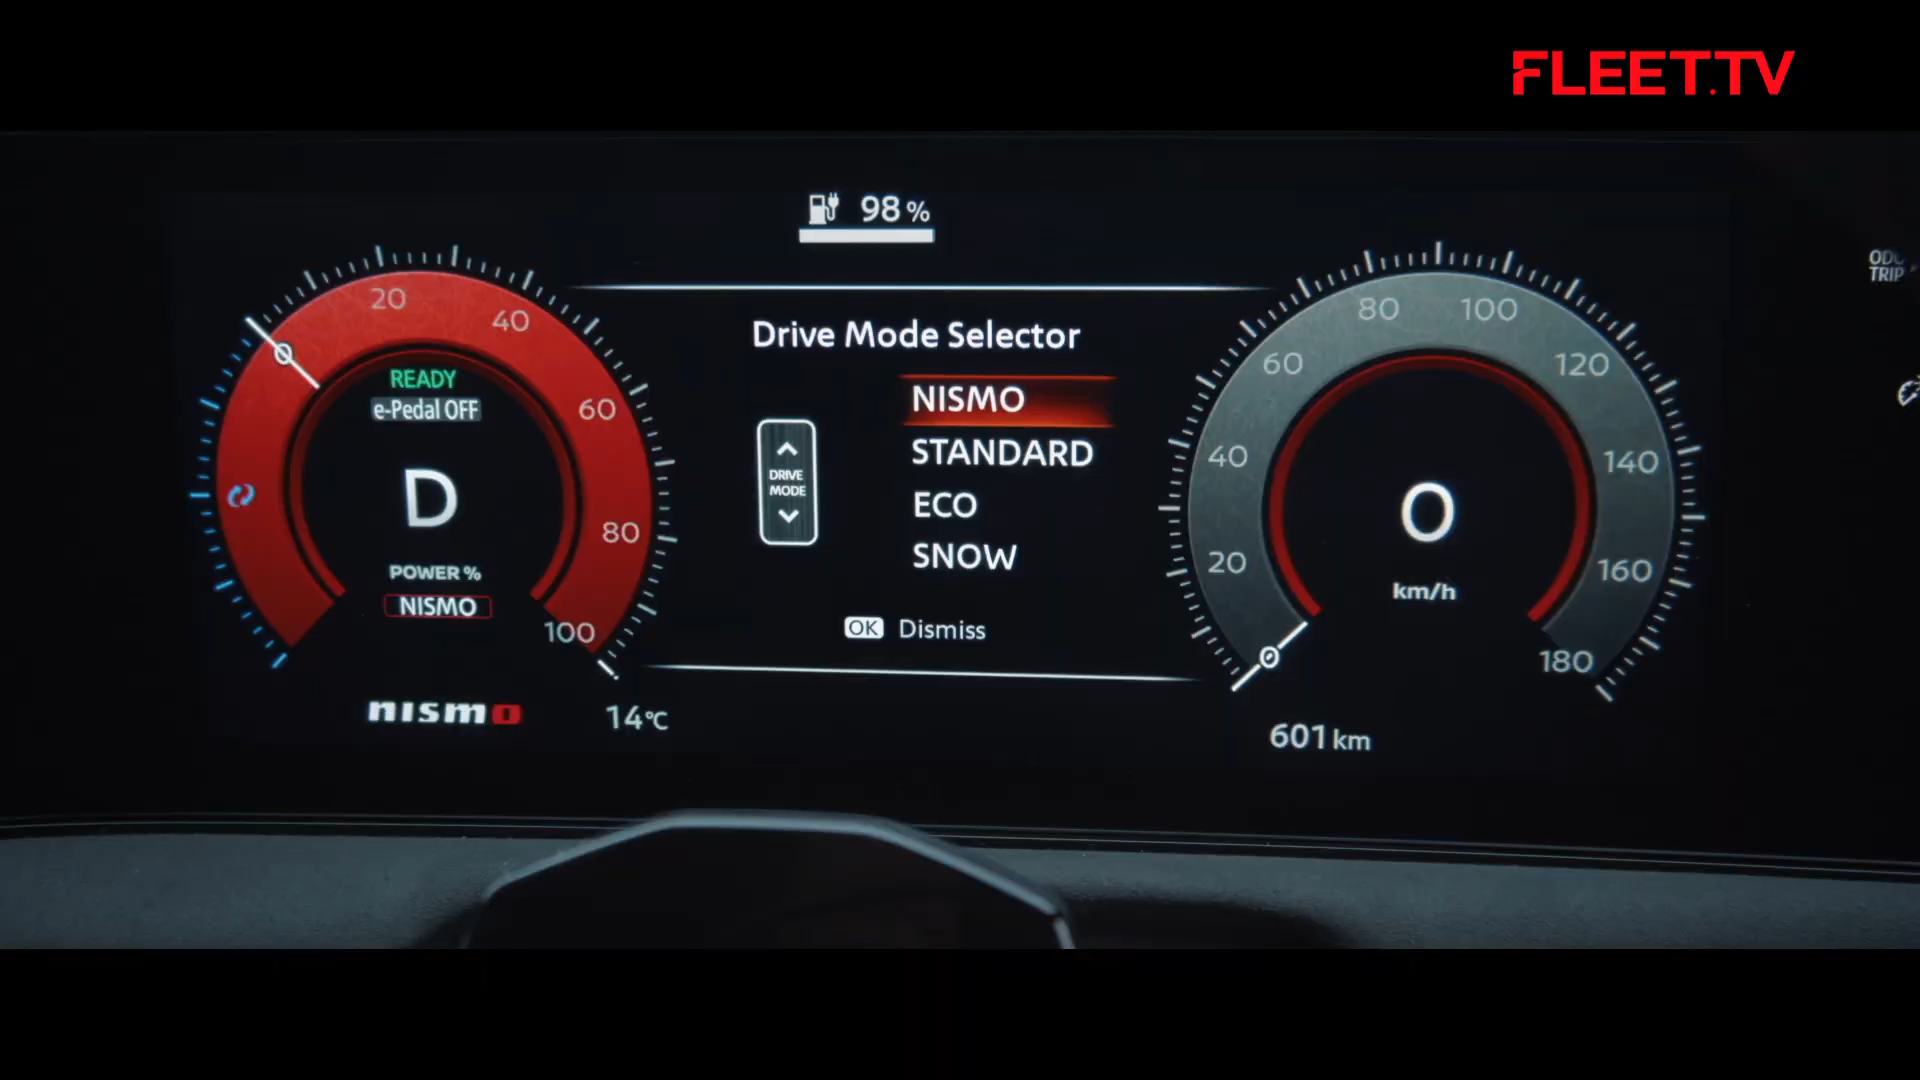 FLEET.TV
98 %
Drive Mode Selector
NISMO
STANDARD
ECO
SNOW
DRIVE
MODE
OK Dismiss
0
20
40
60
80
100
READY
e-Pedal OFF
D
POWER %
NISMO
nismo
14°C
0
20
40
60
80
100
120
140
160
180
0
km/h
601 km
TRIP